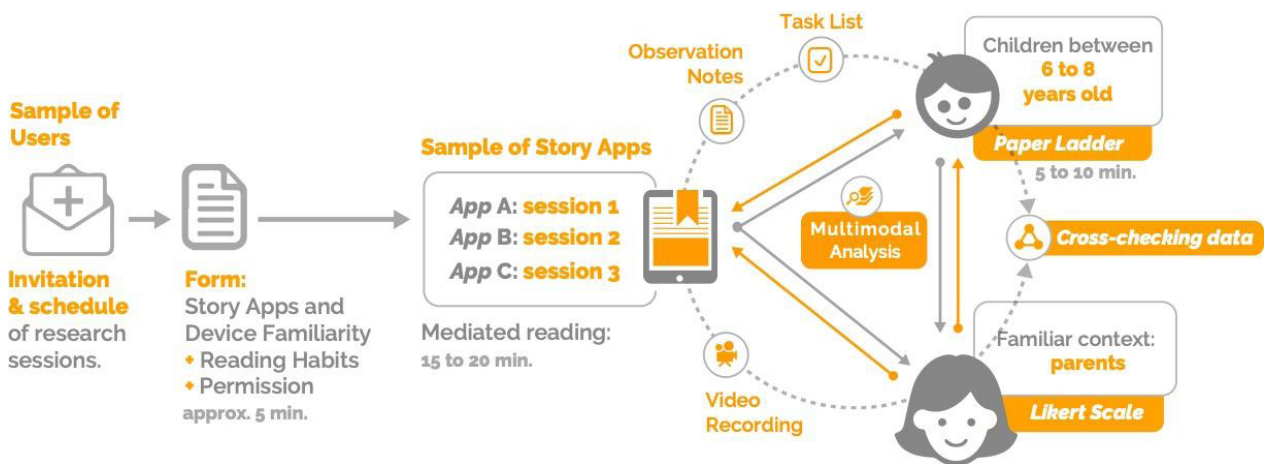 Sample of
Users
Invitation
& schedule
of research
sessions.
Form:
Story Apps and
Device Familiarity
Reading Habits
Permission
approx. 5 min.
Sample of Story Apps
App A: session 1
App B: session 2
App C: session 3
Mediated reading:
15 to 20 min.
Observation
Notes
Task List
Video
Recording
Multimodal
Analysis
Children between
6 to 8
years old
Paper Ladder
5 to 10 min.
Cross-checking data
Familiar context:
parents
Likert Scale